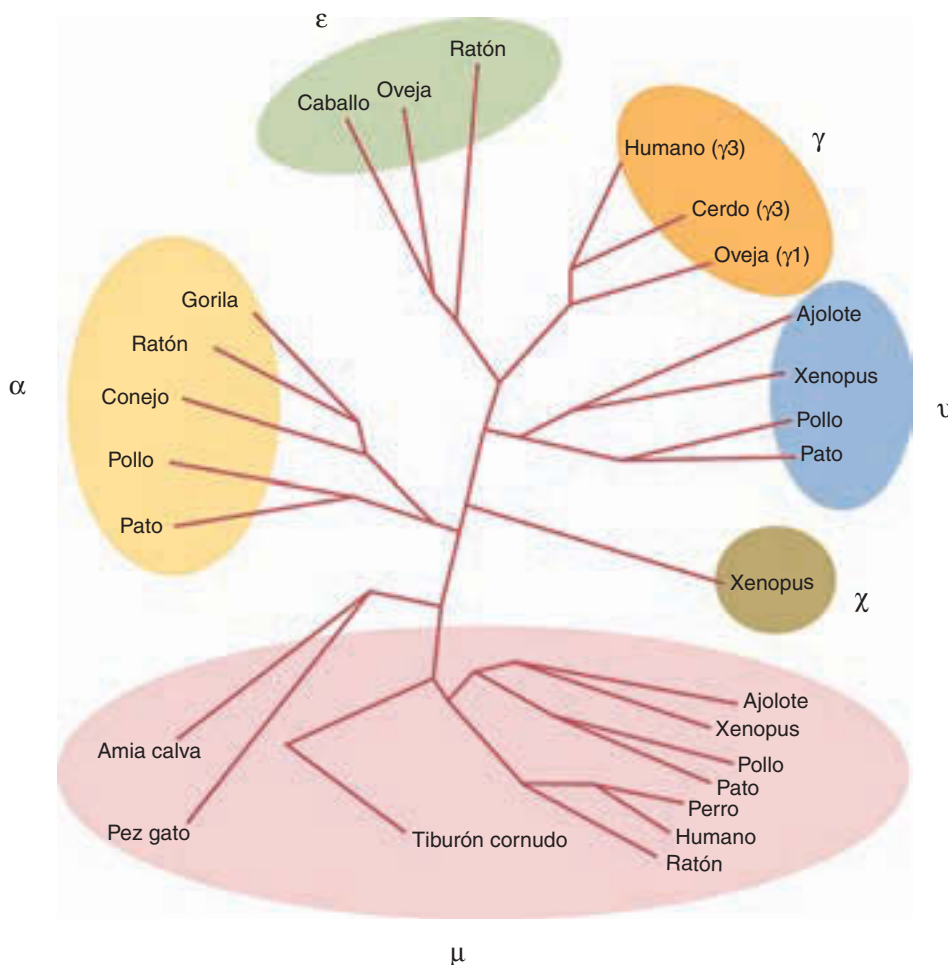 ε
Ratón
Oveja
Caballo
γ
Humano (γ3)
Cerdo (γ3)
Oveja (γ1)
Gorila
Ratón
α
Conejo
Pollo
Pato
Ajolote
Xenopus
υ
Pollo
Pato
Xenopus
χ
Ajolote
Xenopus
Amia calva
Pollo
Pato
Perro
Pez gato
Tiburón cornudo
Humano
Ratón
μ